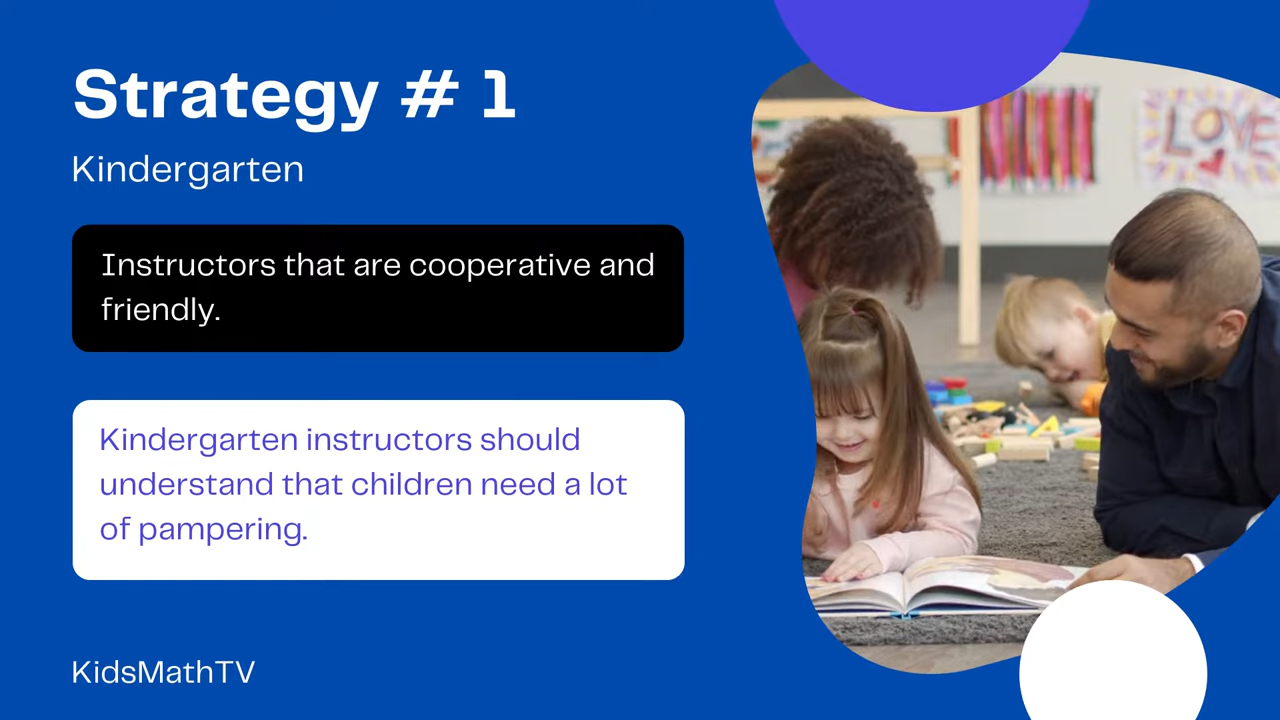 Strategy # 1
Kindergarten
Instructors that are cooperative and
friendly.
Kindergarten instructors should
understand that children need a lot
of pampering.
KidsMathTV
LOVE